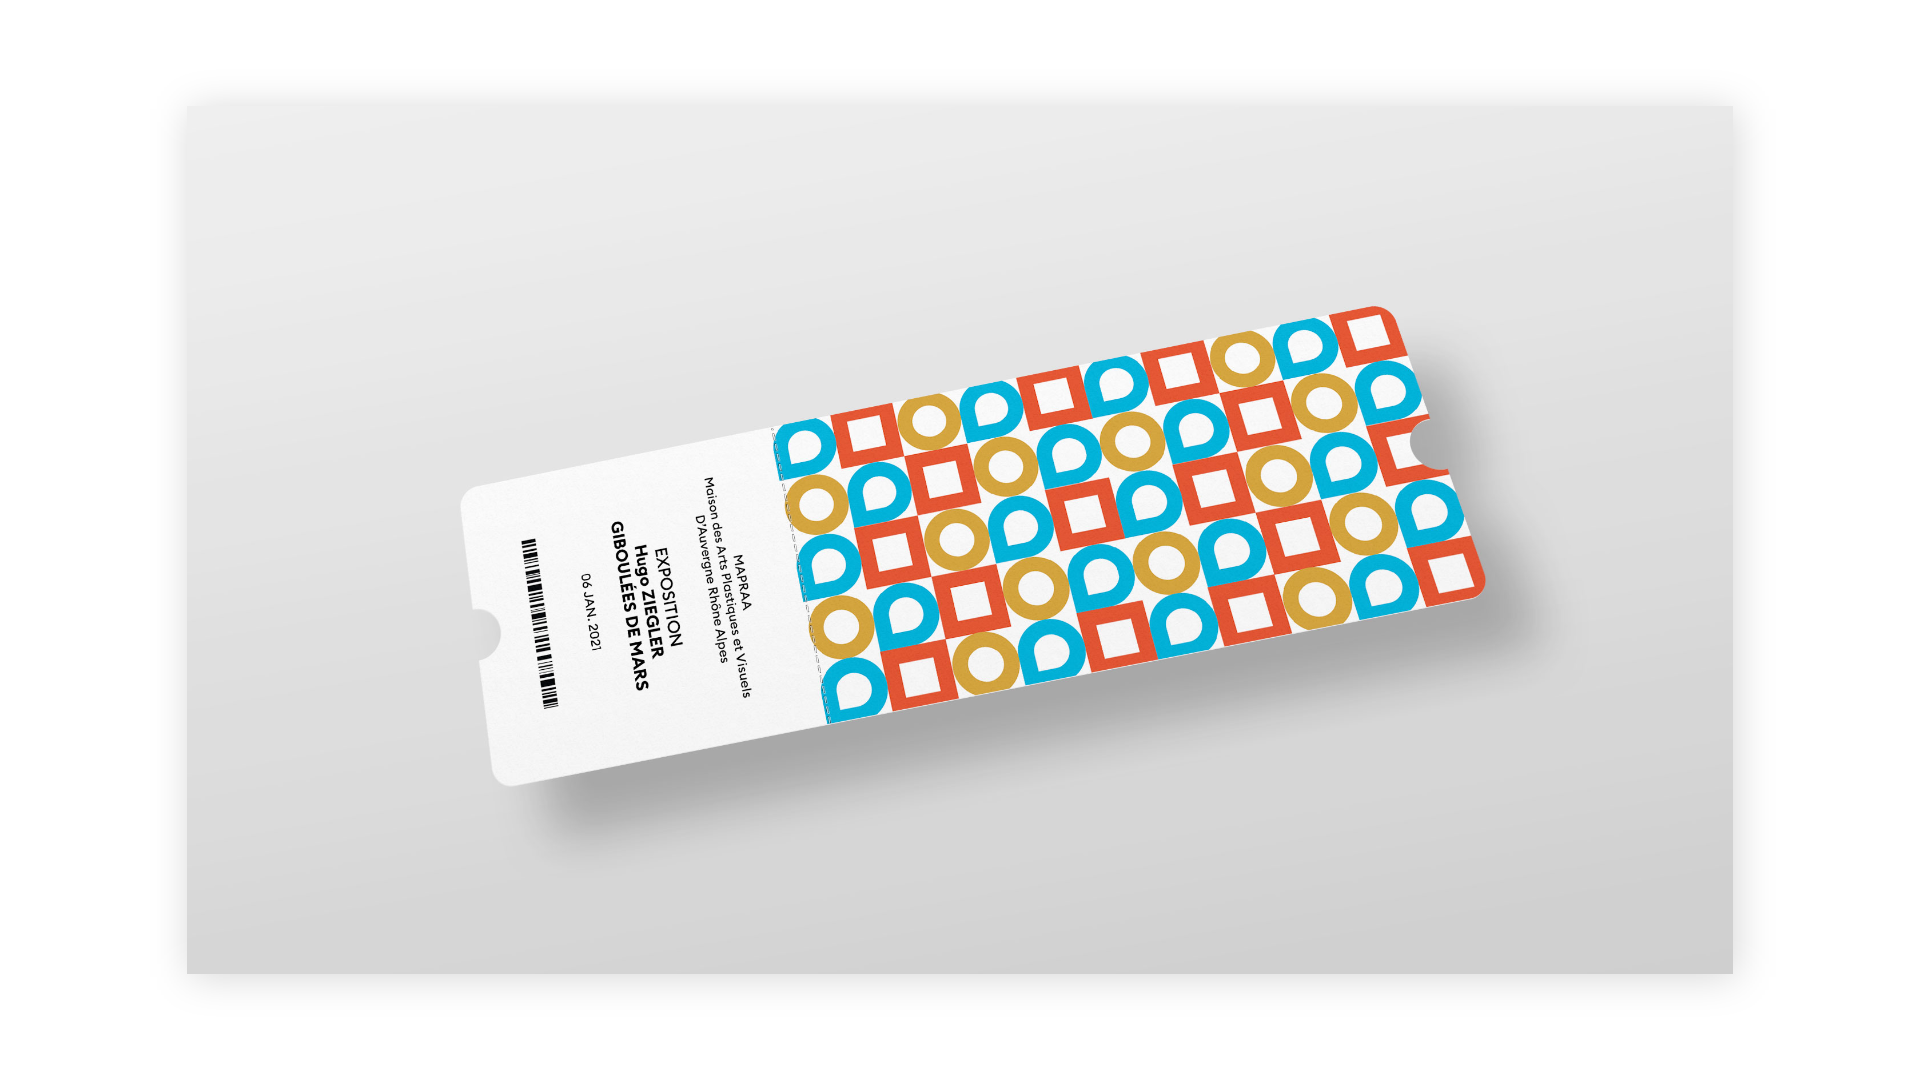 MAPRAA
Maison des Arts Plastiques et Visuels
D'Auvergne Rhône Alpes
EXPOSITION
Hugo ZIEGLER
GIBOULÉES DE MARS
06 JAN. 2021